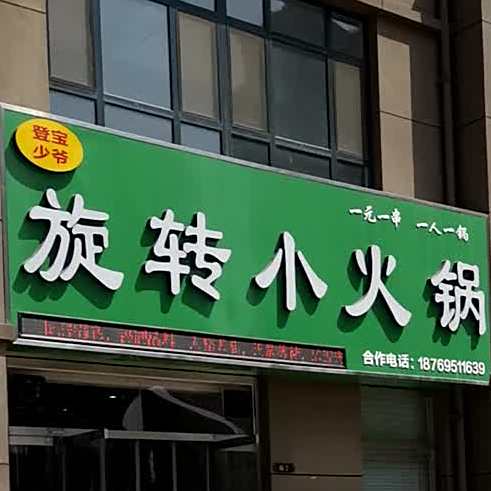 登宝
少爷
一元一串 一人一锅
旋转小火锅
合作电话：18769511639